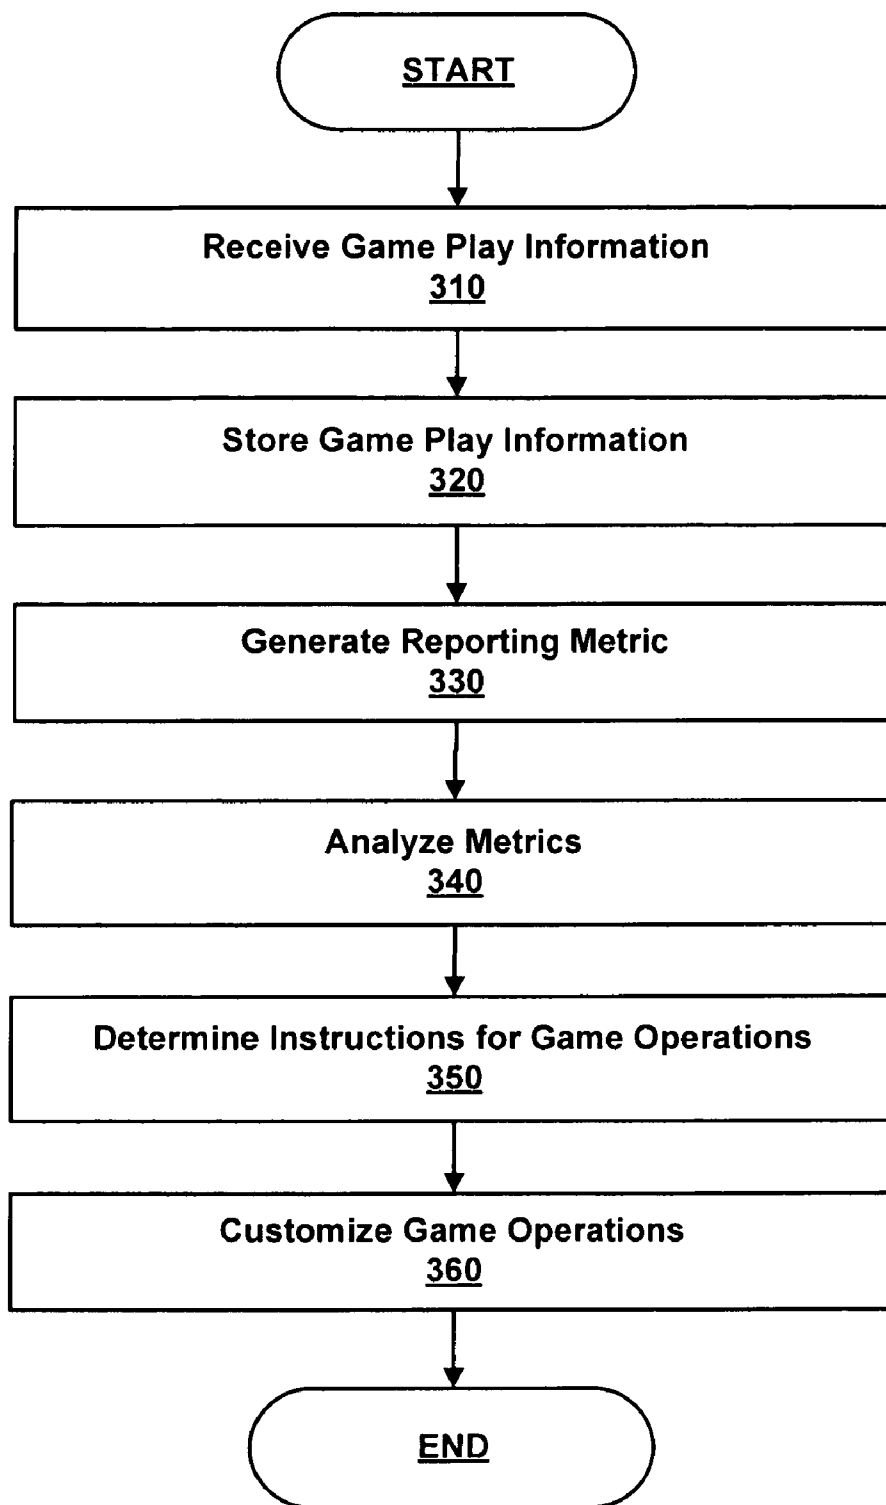 START
Receive Game Play Information
310
Store Game Play Information
320
Generate Reporting Metric
330
Analyze Metrics
340
Determine Instructions for Game Operations
350
Customize Game Operations
360
END